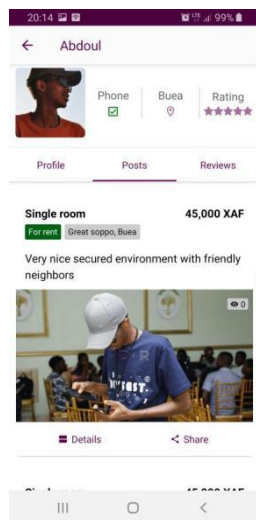 20:14 99%
Abdoul
Phone Buea Rating
Profile Posts Reviews
Single room 45,000 XAF
For rent Great soppo, Buea
Very nice secured environment with friendly
neighbors
0
R
FGST.
Details Share